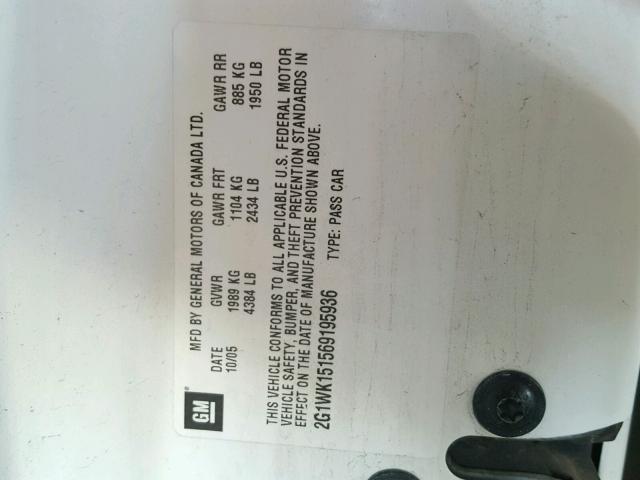 GM
MFD BY GENERAL MOTORS OF CANADA LTD.
DATE GVWR GAWR FRT GAWR RR
10/05 1989 KG 1104 KG 885 KG
4384 LB 2434 LB 1950 LB
THIS VEHICLE CONFORMS TO ALL APPLICABLE U.S. FEDERAL MOTOR
VEHICLE SAFETY, BUMPER, AND THEFT PREVENTION STANDARDS IN
EFFECT ON THE DATE OF MANUFACTURE SHOWN ABOVE.
2G1WK151569195936 TYPE: PASS CAR